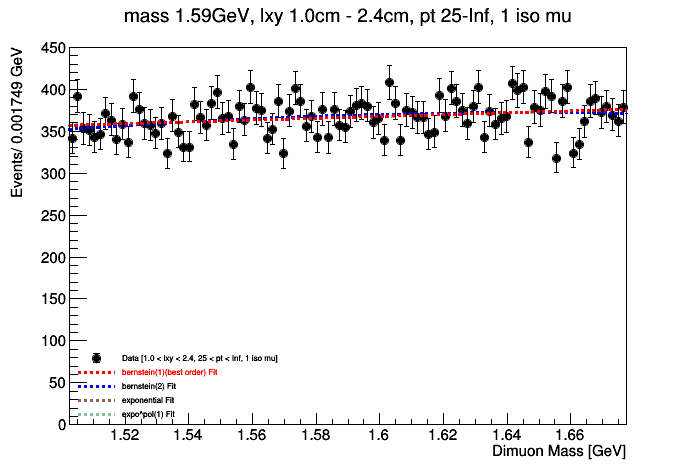 mass 1.59GeV, lxy 1.0cm - 2.4cm, pt 25-Inf, 1 iso mu
Events/ 0.001749 GeV
450
400
350
300
250
200
150
100
50
0
Data [1.0 < lxy < 2.4, 25 < pt < Inf, 1 iso mu]
bernstein(1)(best order) Fit
bernstein(2) Fit
exponential Fit
expo*pol(1) Fit
1.52 1.54 1.56 1.58 1.6 1.62 1.64 1.66
Dimuon Mass [GeV]